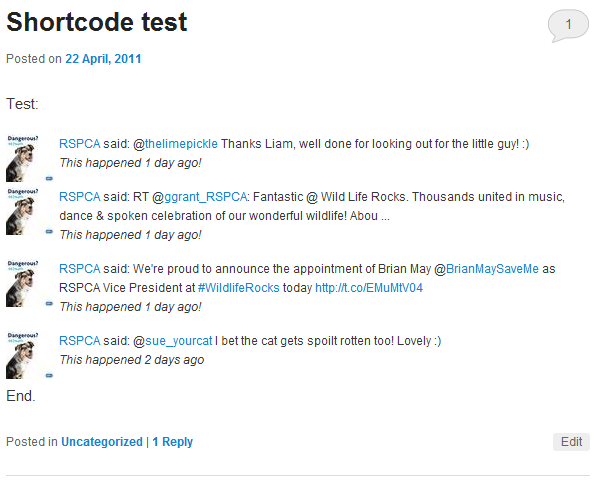 Shortcode test
1
Posted on 22 April, 2011
Test:
Dangerous?
RSPCA said: @thelimepickle Thanks Liam, well done for looking out for the little guy! :)
This happened 1 day ago!
Dangerous?
RSPCA said: RT @ggrant_RSPCA: Fantastic @ Wild Life Rocks. Thousands united in music,
dance & spoken celebration of our wonderful wildlife! Abou ...
This happened 1 day ago!
Dangerous?
RSPCA said: We're proud to announce the appointment of Brian May @BrianMaySaveMe as
RSPCA Vice President at #WildlifeRocks today http://t.co/EMuMtV04
This happened 1 day ago!
Dangerous?
RSPCA said: @sue_yourcat I bet the cat gets spoilt rotten too! Lovely :)
This happened 2 days ago
End.
Posted in Uncategorized | 1 Reply
Edit